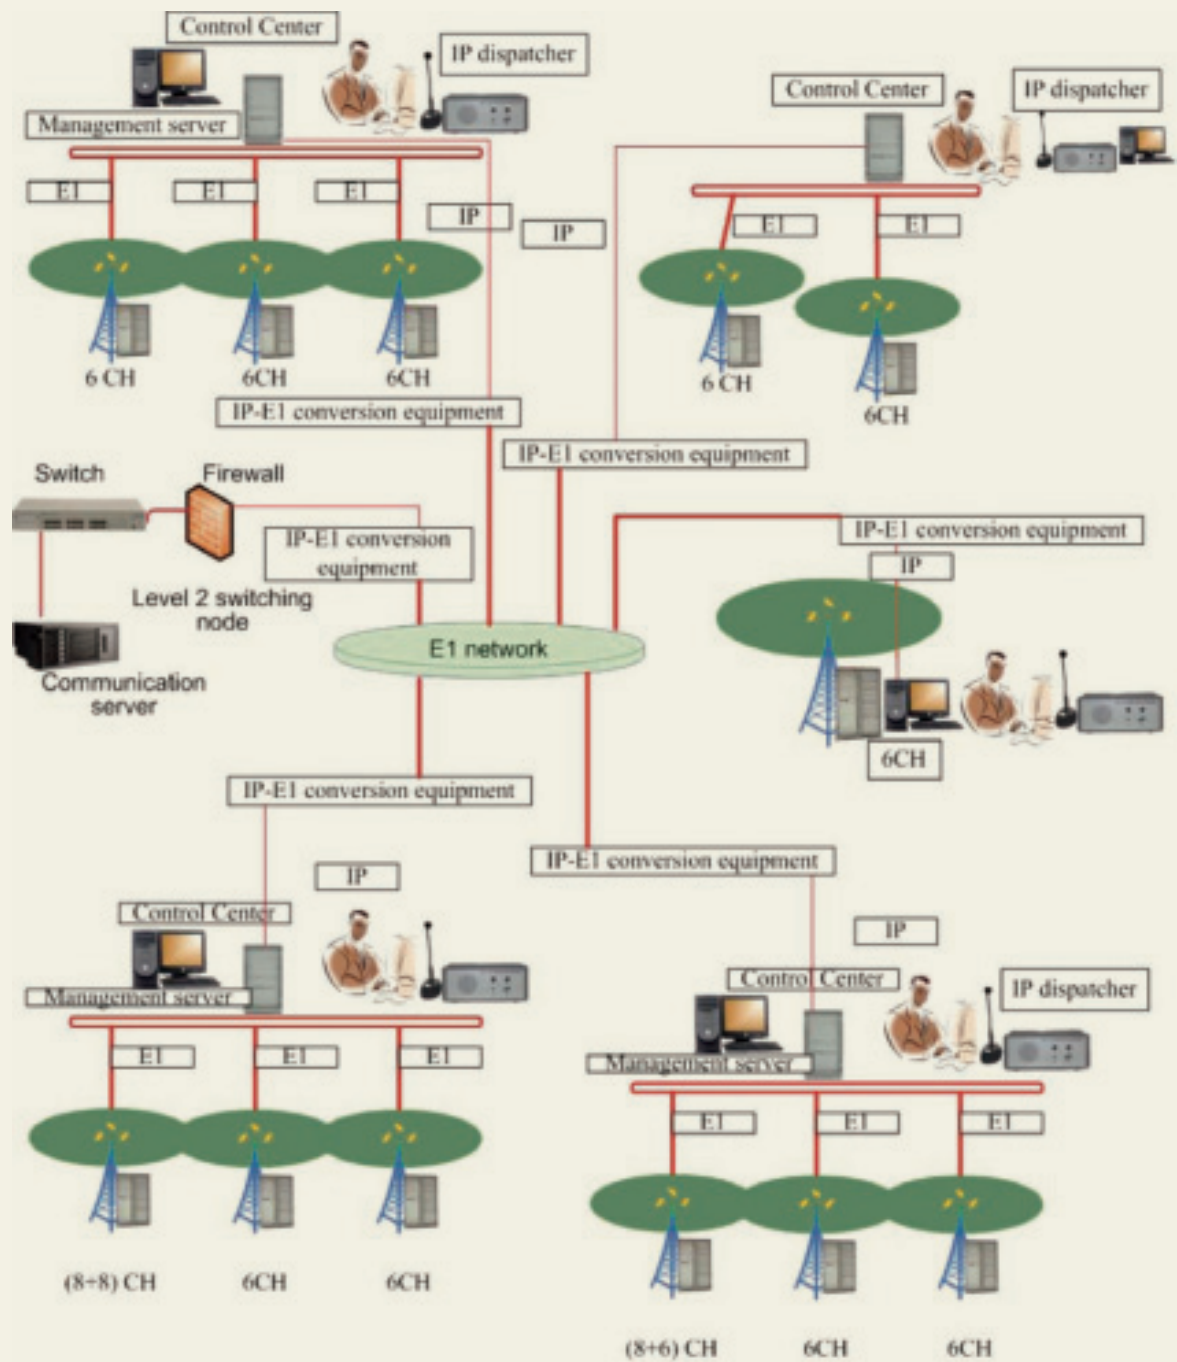 Control Center
IP dispatcher
Management server
E1
E1
E1
IP
6 CH
6CH
6CH
IP-E1 conversion equipment
Control Center
IP dispatcher
IP
E1
E1
6 CH
6CH
IP-E1 conversion equipment
Switch
Firewall
IP-E1 conversion
equipment
Level 2 switching
node
Communication
server
E1 network
IP-E1 conversion equipment
IP
6CH
IP-E1 conversion equipment
IP
Control Center
Management server
E1
E1
E1
(8+8) CH
6CH
6CH
IP-E1 conversion equipment
IP
Control Center
IP dispatcher
Management server
E1
E1
E1
(8+6) CH
6CH
6CH